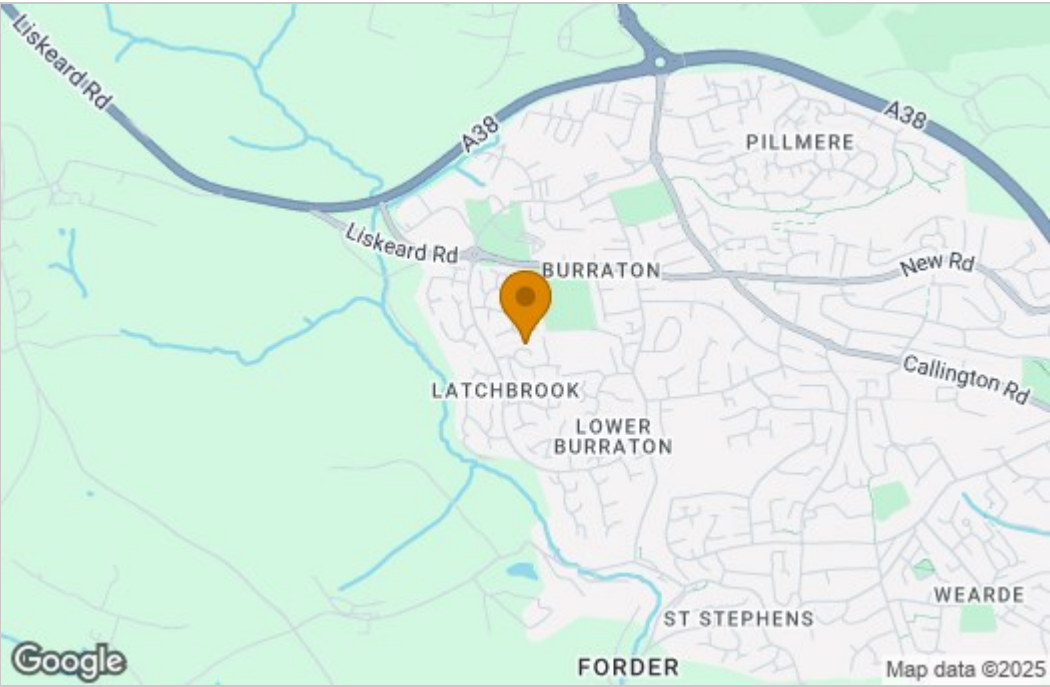 Liskeard Rd
A38
A38
PILLMERE
Liskeard Rd
BURRATON
New Rd
LATCHBROOK
Callington Rd
LOWER
BURRATON
WEARDE
ST STEPHENS
FORDER
Google
Map data ©2025